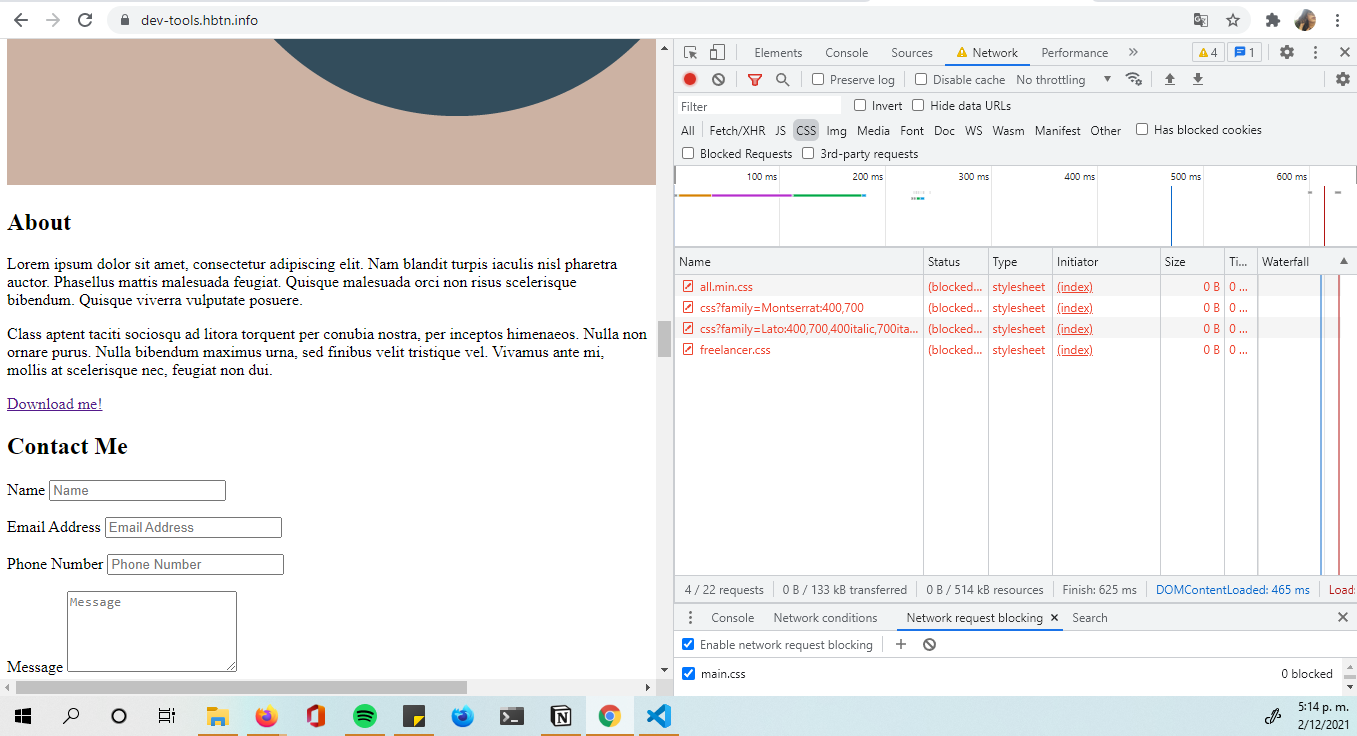 dev-tools.hbtn.info
Elements Console Sources Network Performance » 4 1
Preserve log Disable cache No throttling
Filter Invert Hide data URLs
All Fetch/XHR JS CSS Img Media Font Doc WS Wasm Manifest Other Has blocked cookies
Blocked Requests 3rd-party requests
100 ms 200 ms 300 ms 400 ms 500 ms 600 ms
Name Status Type Initiator Size Ti... Waterfall
all.min.css (blocked... stylesheet (index) 0 B 0 ...
css?family=Montserrat:400,700 (blocked... stylesheet (index) 0 B 0 ...
css?family=Lato:400,700,400italic,700ita... (blocked... stylesheet (index) 0 B 0 ...
freelancer.css (blocked... stylesheet (index) 0 B 0 ...
4 / 22 requests 0 B / 133 kB transferred 0 B / 514 kB resources Finish: 625 ms DOMContentLoaded: 465 ms Load:
Console Network conditions Network request blocking × Search
Enable network request blocking
main.css 0 blocked
About
Lorem ipsum dolor sit amet, consectetur adipiscing elit. Nam blandit turpis iaculis nisl pharetra
auctor. Phasellus mattis malesuada feugiat. Quisque malesuada orci non risus scelerisque
bibendum. Quisque viverra vulputate posuere.
Class aptent taciti sociosqu ad litora torquent per conubia nostra, per inceptos himenaeos. Nulla non
ornare purus. Nulla bibendum maximus urna, sed finibus velit tristique vel. Vivamus ante mi,
mollis at scelerisque nec, feugiat non dui.
Download me!
Contact Me
Name Name
Email Address Email Address
Phone Number Phone Number
Message
Message
5:14 p. m.
2/12/2021